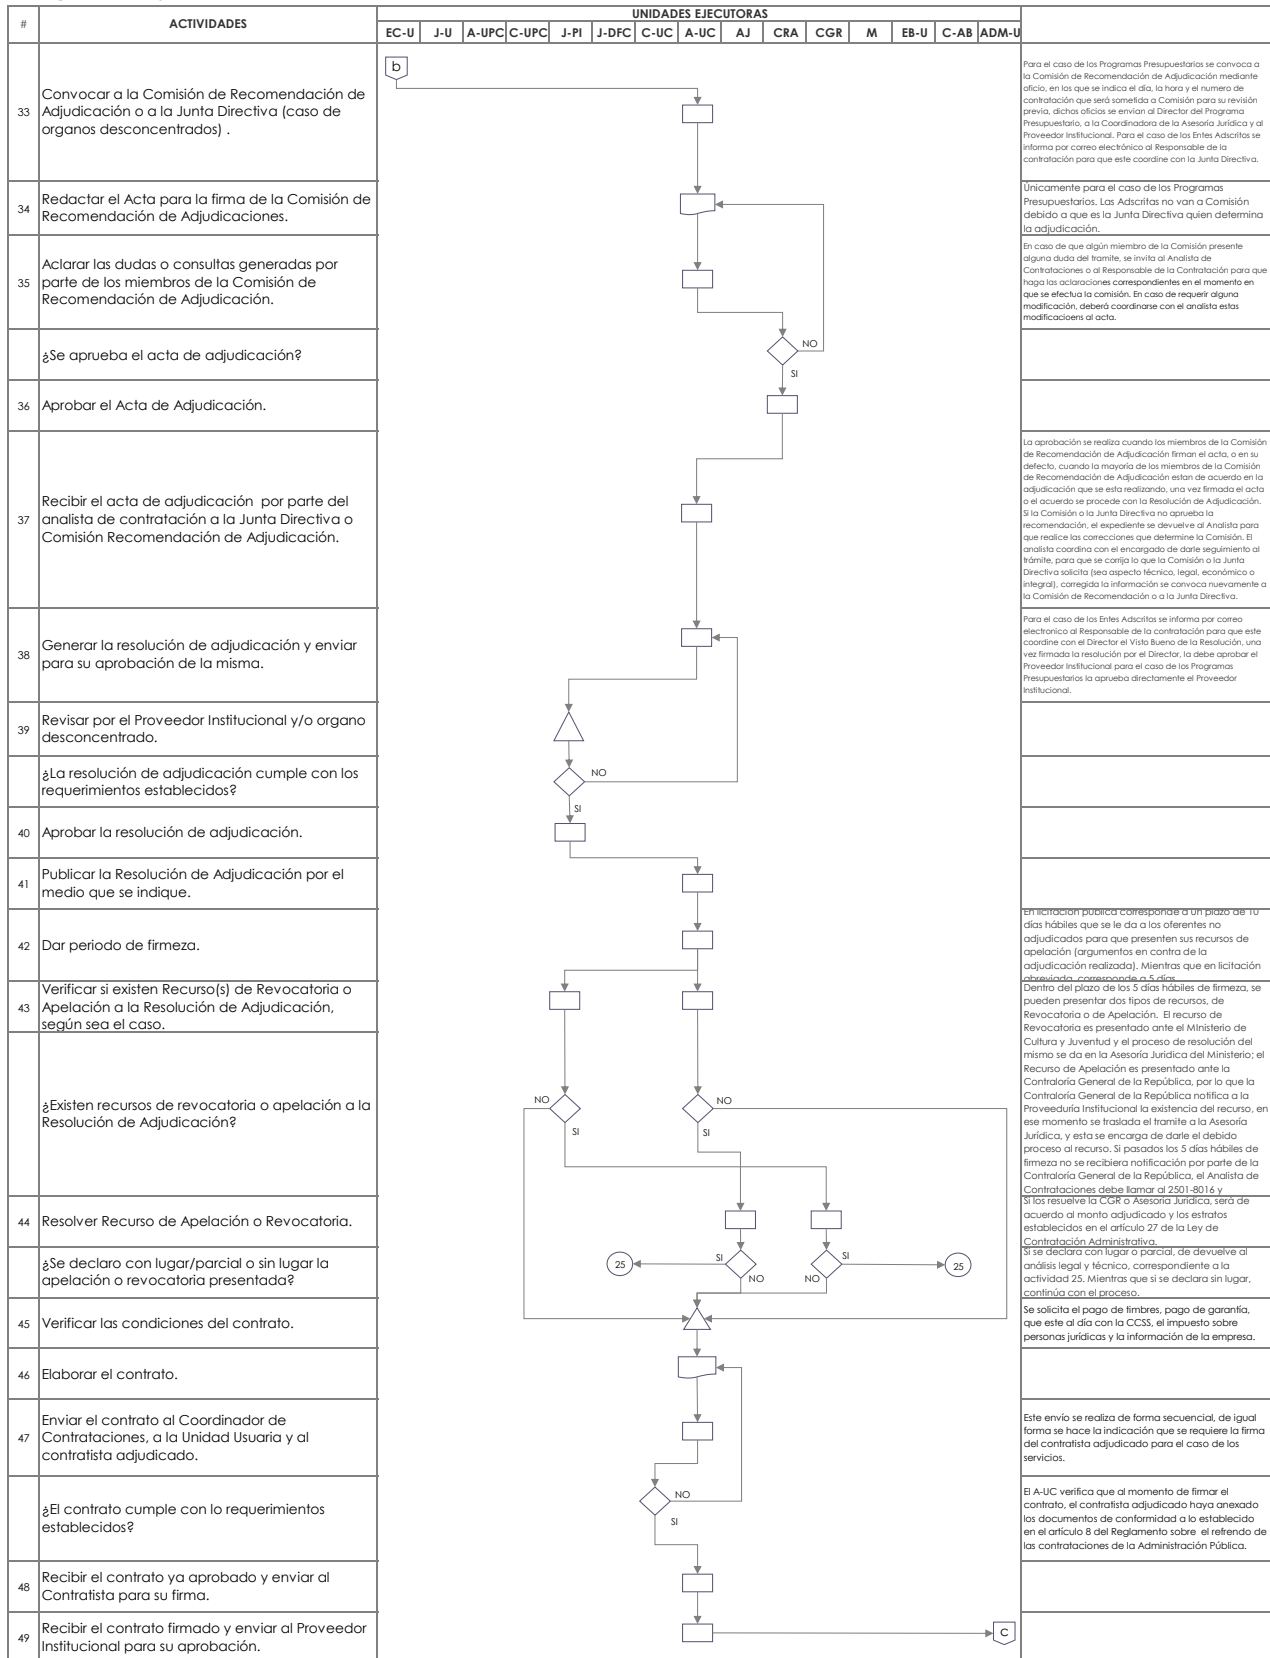 #
ACTIVIDADES
UNIDADES EJECUTORAS
EC-U J-U A-UPC C-UPC J-PI J-DFC C-UC A-UC AJ CRA CGR M EB-U C-AB ADM-U
b
33
Convocar a la Comisión de Recomendación de
Adjudicación o a la Junta Directiva (caso de
organos desconcentrados) .
Para el caso de los Programas Presupuestarios se convoca a
la Comisión de Recomendación de Adjudicación mediante
oficio, en los que se indica el día, la hora y el numero de
contratación que será sometida a Comisión para su revisión
previa, dichos oficios se envian al Director del Programa
Presupuestario, a la Coordinadora de la Asesoría Jurídica y al
Proveedor Institucional. Para el caso de los Entes Adscritos se
informa por correo electrónico al Responsable de la
contratación para que este coordine con la Junta Directiva.
34
Redactar el Acta para la firma de la Comisión de
Recomendación de Adjudicaciones.
Únicamente para el caso de los Programas
Presupuestarios. Las Adscritas no van a Comisión
debido a que es la Junta Directiva quien determina
la adjudicación.
35
Aclarar las dudas o consultas generadas por
parte de los miembros de la Comisión de
Recomendación de Adjudicación.
En caso de que algún miembro de la Comisión presente
alguna duda del tramite, se invita al Analista de
Contrataciones o al Responsable de la Contratación para que
haga las aclaraciones correspondientes en el momento en
que se efectua la comisión. En caso de requerir alguna
modificación, deberá coordinarse con el analista estas
modificacioens al acta.
¿Se aprueba el acta de adjudicación?
NO
SI
36
Aprobar el Acta de Adjudicación.
37
Recibir el acta de adjudicación por parte del
analista de contratación a la Junta Directiva o
Comisión Recomendación de Adjudicación.
La aprobación se realiza cuando los miembros de la Comisión
de Recomendación de Adjudicación firman el acta, o en su
defecto, cuando la mayoría de los miembros de la Comisión
de Recomendación de Adjudicación estan de acuerdo en la
adjudicación que se esta realizando, una vez firmada el acta
o el acuerdo se procede con la Resolución de Adjudicación.
Si la Comisión o la Junta Directiva no aprueba la
recomendación, el expediente se devuelve al Analista para
que realice las correcciones que determine la Comisión. El
analista coordina con el encargado de darle seguimiento al
trámite, para que se corrija lo que la Comisión o la Junta
Directiva solicita (sea aspecto técnico, legal, económico o
integral), corregida la información se convoca nuevamente a
la Comisión de Recomendación o a la Junta Directiva.
38
Generar la resolución de adjudicación y enviar
para su aprobación de la misma.
Para el caso de los Entes Adscritos se informa por correo
electronico al Responsable de la contratación para que este
coordine con el Director el Visto Bueno de la Resolución, una
vez firmada la resolución por el Director, la debe aprobar el
Proveedor Institucional para el caso de los Programas
Presupuestarios la aprueba directamente el Proveedor
Institucional.
39
Revisar por el Proveedor Institucional y/o organo
desconcentrado.
¿La resolución de adjudicación cumple con los
requerimientos establecidos?
NO
SI
40
Aprobar la resolución de adjudicación.
41
Publicar la Resolución de Adjudicación por el
medio que se indique.
42
Dar periodo de firmeza.
En licitación publica corresponde a un plazo de 10
días hábiles que se le da a los oferentes no
adjudicados para que presenten sus recursos de
apelación (argumentos en contra de la
adjudicación realizada). Mientras que en licitación
abreviada, corresponde a 5 días.
43
Verificar si existen Recurso(s) de Revocatoria o
Apelación a la Resolución de Adjudicación,
según sea el caso.
Dentro del plazo de los 5 días hábiles de firmeza, se
pueden presentar dos tipos de recursos, de
Revocatoria o de Apelación. El recurso de
Revocatoria es presentado ante el MInisterio de
Cultura y Juventud y el proceso de resolución del
mismo se da en la Asesoría Juridica del Ministerio; el
Recurso de Apelación es presentado ante la
Contraloría General de la República, por lo que la
Contraloría General de la República notifica a la
Proveeduría Institucional la existencia del recurso, en
ese momento se traslada el tramite a la Asesoría
Jurídica, y esta se encarga de darle el debido
proceso al recurso. Si pasados los 5 días hábiles de
firmeza no se recibiera notificación por parte de la
Contraloría General de la República, el Analista de
Contrataciones debe llamar al 2501-8016 y
¿Existen recursos de revocatoria o apelación a la
Resolución de Adjudicación?
NO
SI
NO
SI
44
Resolver Recurso de Apelación o Revocatoria.
Si los resuelve la CGR o Asesoria Jurídica, será de
acuerdo al monto adjudicado y los estratos
establecidos en el artículo 27 de la Ley de
Contratación Administrativa.
¿Se declaro con lugar/parcial o sin lugar la
apelación o revocatoria presentada?
25
SI
NO
NO
SI
25
Si se declara con lugar o parcial, de devuelve al
análisis legal y técnico, correspondiente a la
actividad 25. Mientras que si se declara sin lugar,
continúa con el proceso.
45
Verificar las condiciones del contrato.
Se solicita el pago de timbres, pago de garantía,
que este al día con la CCSS, el impuesto sobre
personas jurídicas y la información de la empresa.
46
Elaborar el contrato.
47
Enviar el contrato al Coordinador de
Contrataciones, a la Unidad Usuaria y al
contratista adjudicado.
Este envío se realiza de forma secuencial, de igual
forma se hace la indicación que se requiere la firma
del contratista adjudicado para el caso de los
servicios.
¿El contrato cumple con lo requerimientos
establecidos?
NO
SI
El A-UC verifica que al momento de firmar el
contrato, el contratista adjudicado haya anexado
los documentos de conformidad a lo establecido
en el artículo 8 del Reglamento sobre el refrendo de
las contrataciones de la Administración Pública.
48
Recibir el contrato ya aprobado y enviar al
Contratista para su firma.
49
Recibir el contrato firmado y enviar al Proveedor
Institucional para su aprobación.
C